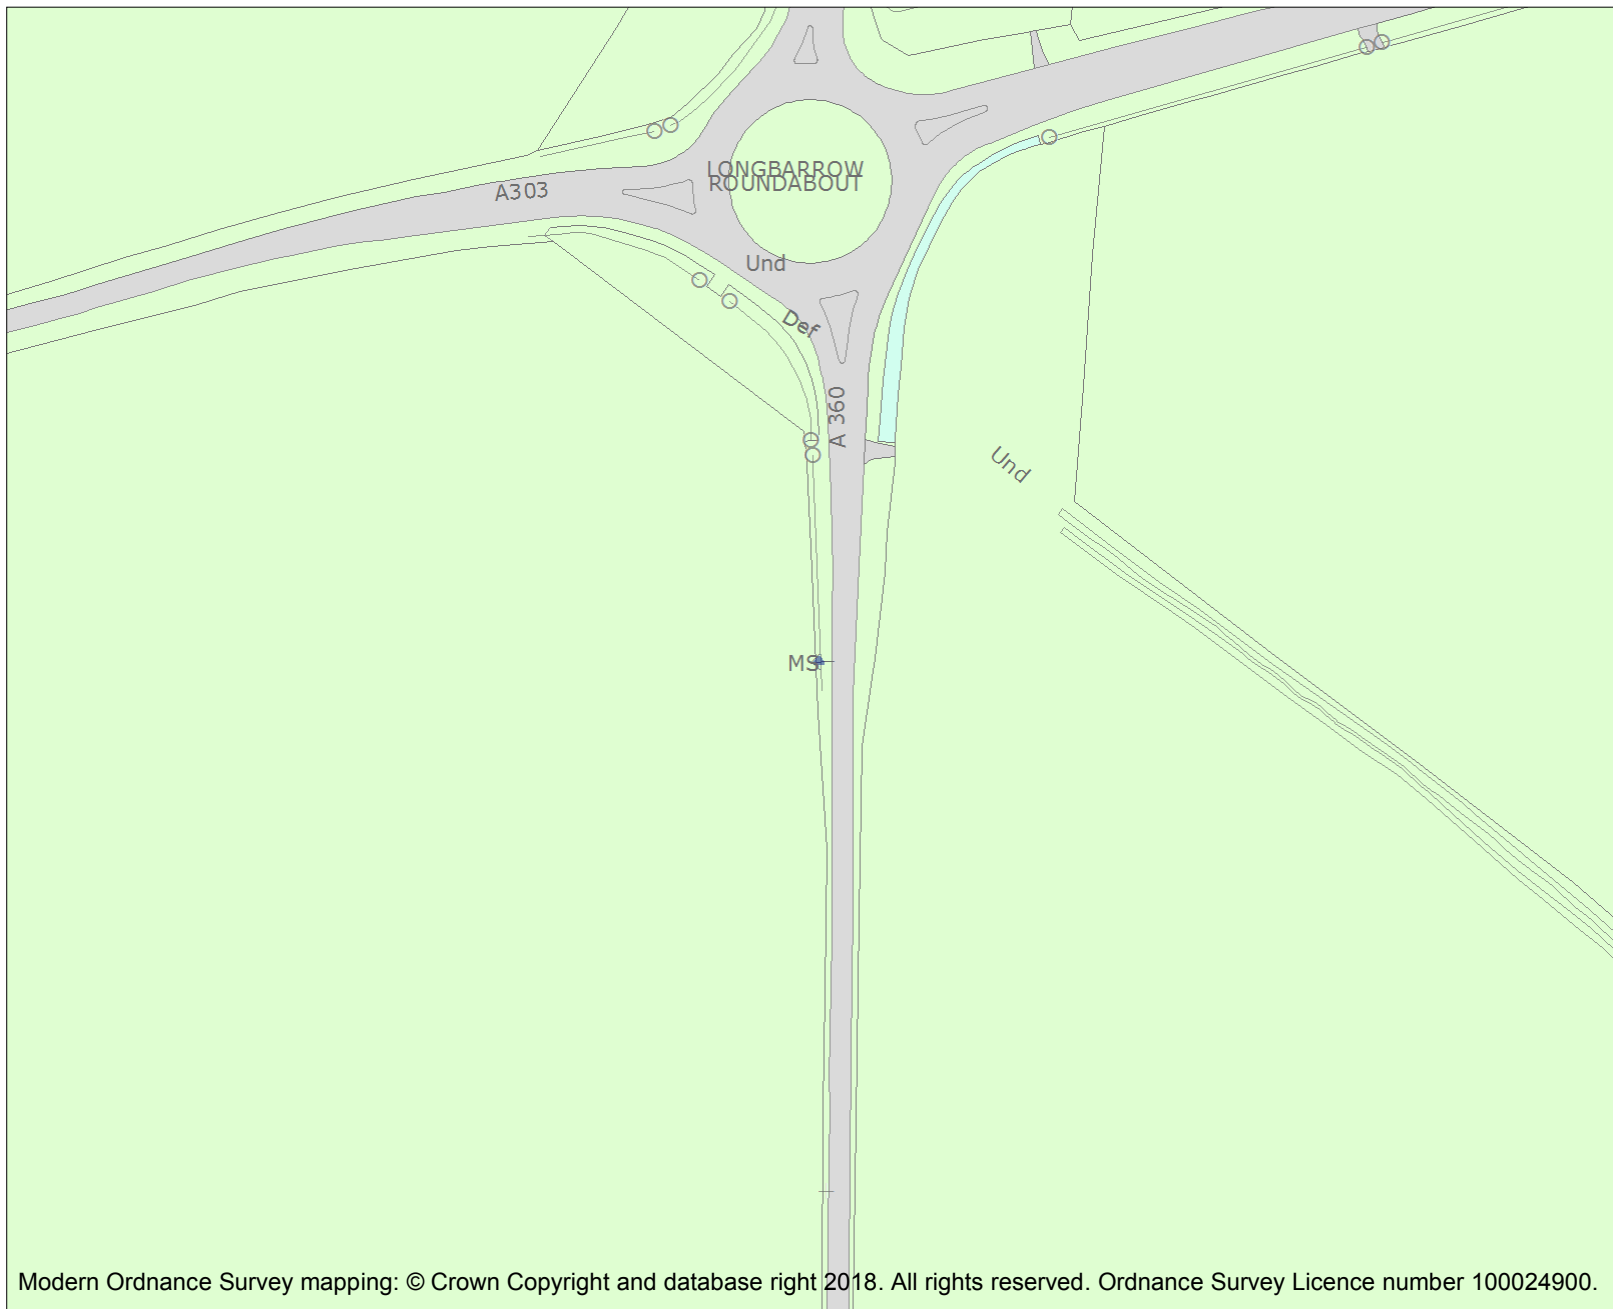 LONGBARROW
ROUNDABOUT
A303
Und
Def
A 360
Und
MS
Modern Ordnance Survey mapping: © Crown Copyright and database right 2018. All rights reserved. Ordnance Survey Licence number 100024900.